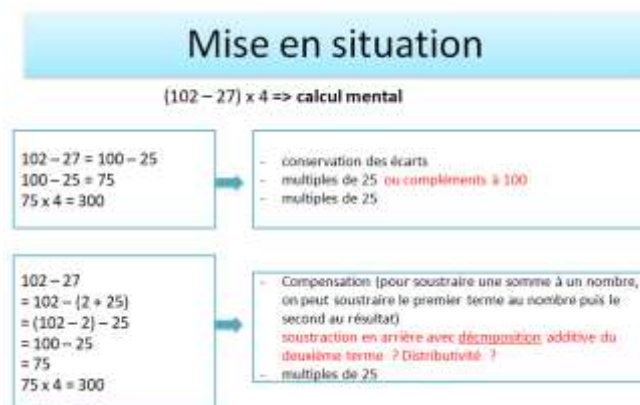 Mise en situation
(102 – 27) x 4 => calcul mental
102 – 27 = 100 – 25
100 – 25 = 75
75 x 4 = 300
- conservation des écarts
- multiples de 25 ou compléments à 100
- multiples de 25
102 – 27
= 102 – (2 + 25)
= (102 – 2) – 25
= 100 – 25
= 75
75 x 4 = 300
- Compensation (pour soustraire une somme à un nombre,
on peut soustraire le premier terme au nombre puis le
second au résultat)
soustraction en arrière avec décmposition additive du
deuxième terme ? Distributivité ?
- multiples de 25